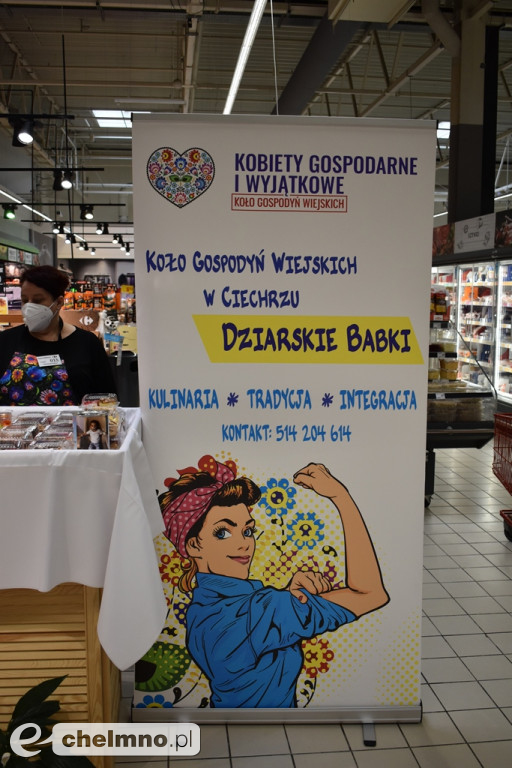 KOBIETY GOSPODARNE
I WYJĄTKOWE
KOŁO GOSPODYŃ WIEJSKICH
KOŁO GOSPODYŃ WIEJSKICH
W CIECHRZU
DZIARSKIE BABKI
KULINARIA * TRADYCJA * INTEGRACJA
KONTAKT: 514 204 614
e chelmno.pl